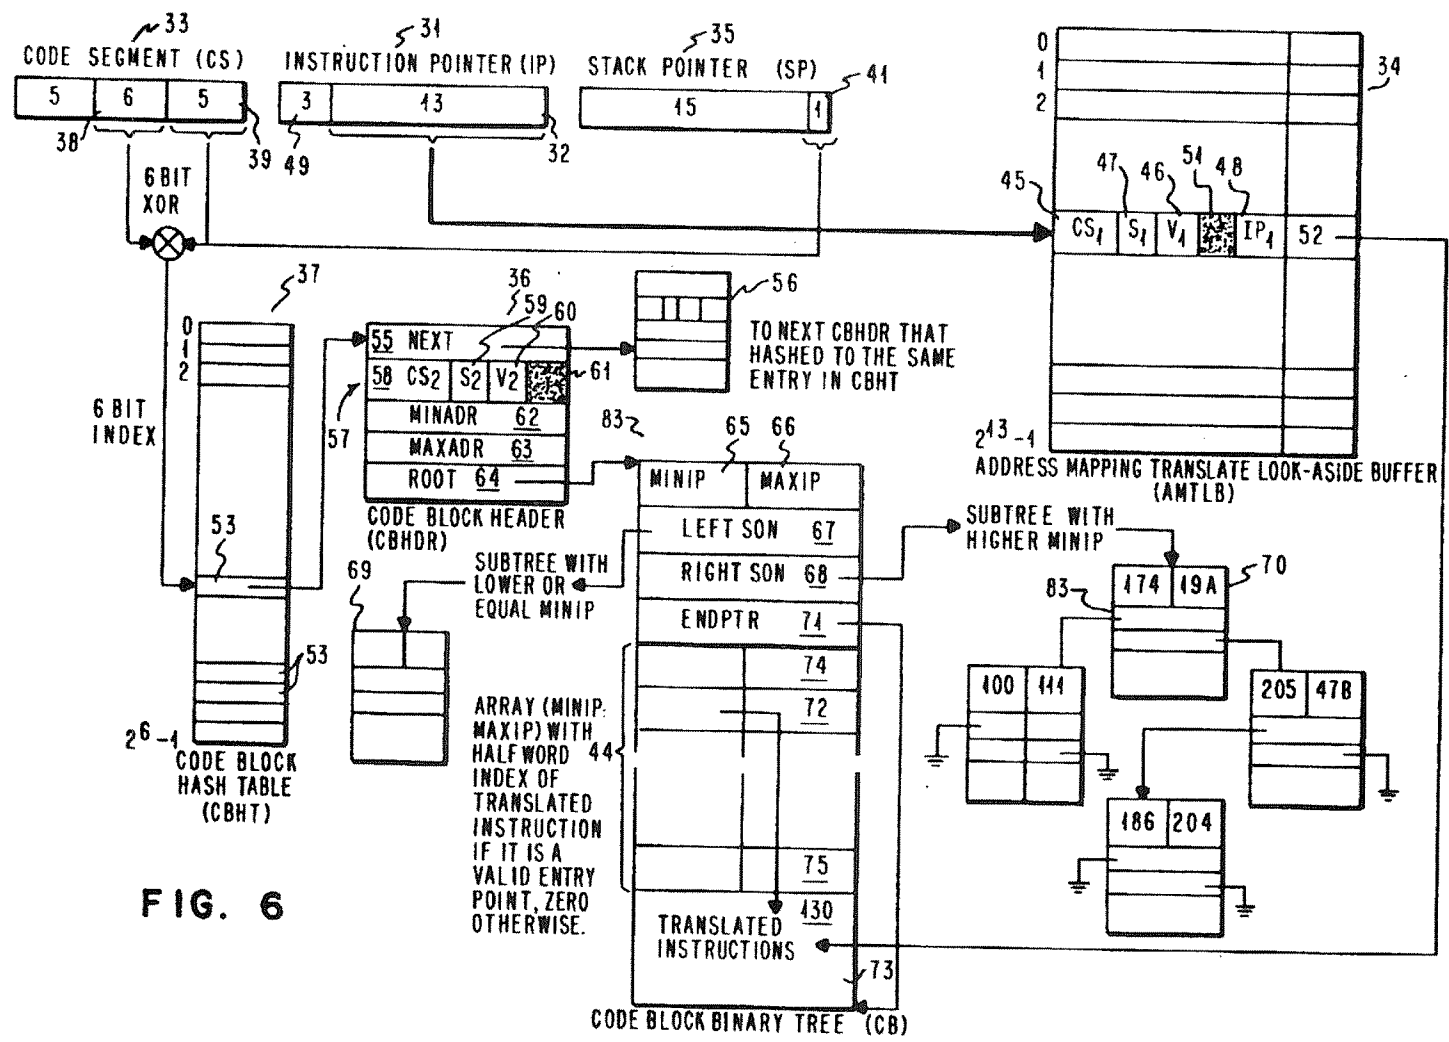 33
CODE SEGMENT (CS)
5 6 5
38
39
31
INSTRUCTION POINTER (IP)
3 13
49
32
35
STACK POINTER (SP)
15 1
41
6 BIT
XOR
0
1
2
34
45
47
46
51
48
CS1 S1 V1 IP1 52
2^13-1
ADDRESS MAPPING TRANSLATE LOOK-ASIDE BUFFER
(AMTLB)
37
0
1
2
6 BIT
INDEX
53
53
2^6-1
CODE BLOCK
HASH TABLE
(CBHT)
36
59
60
55 NEXT
58 CS2 S2 V2
61
57
MINADR 62
MAXADR 63
ROOT 64
CODE BLOCK HEADER
(CBHDR)
56
TO NEXT CBHDR THAT
HASHED TO THE SAME
ENTRY IN CBHT
83
65
66
MINIP MAXIP
LEFT SON 67
RIGHT SON 68
ENDPTR 71
74
72
75
130
TRANSLATED
INSTRUCTIONS
73
CODE BLOCK BINARY TREE (CB)
SUBTREE WITH
LOWER OR
EQUAL MINIP
69
ARRAY (MINIP:
MAXIP) WITH
HALFWORD
INDEX OF
TRANSLATED
INSTRUCTION
IF IT IS A
VALID ENTRY
POINT, ZERO
OTHERWISE.
44
SUBTREE WITH
HIGHER MINIP
83
174 19A
70
100 111
205 47B
186 204
FIG. 6